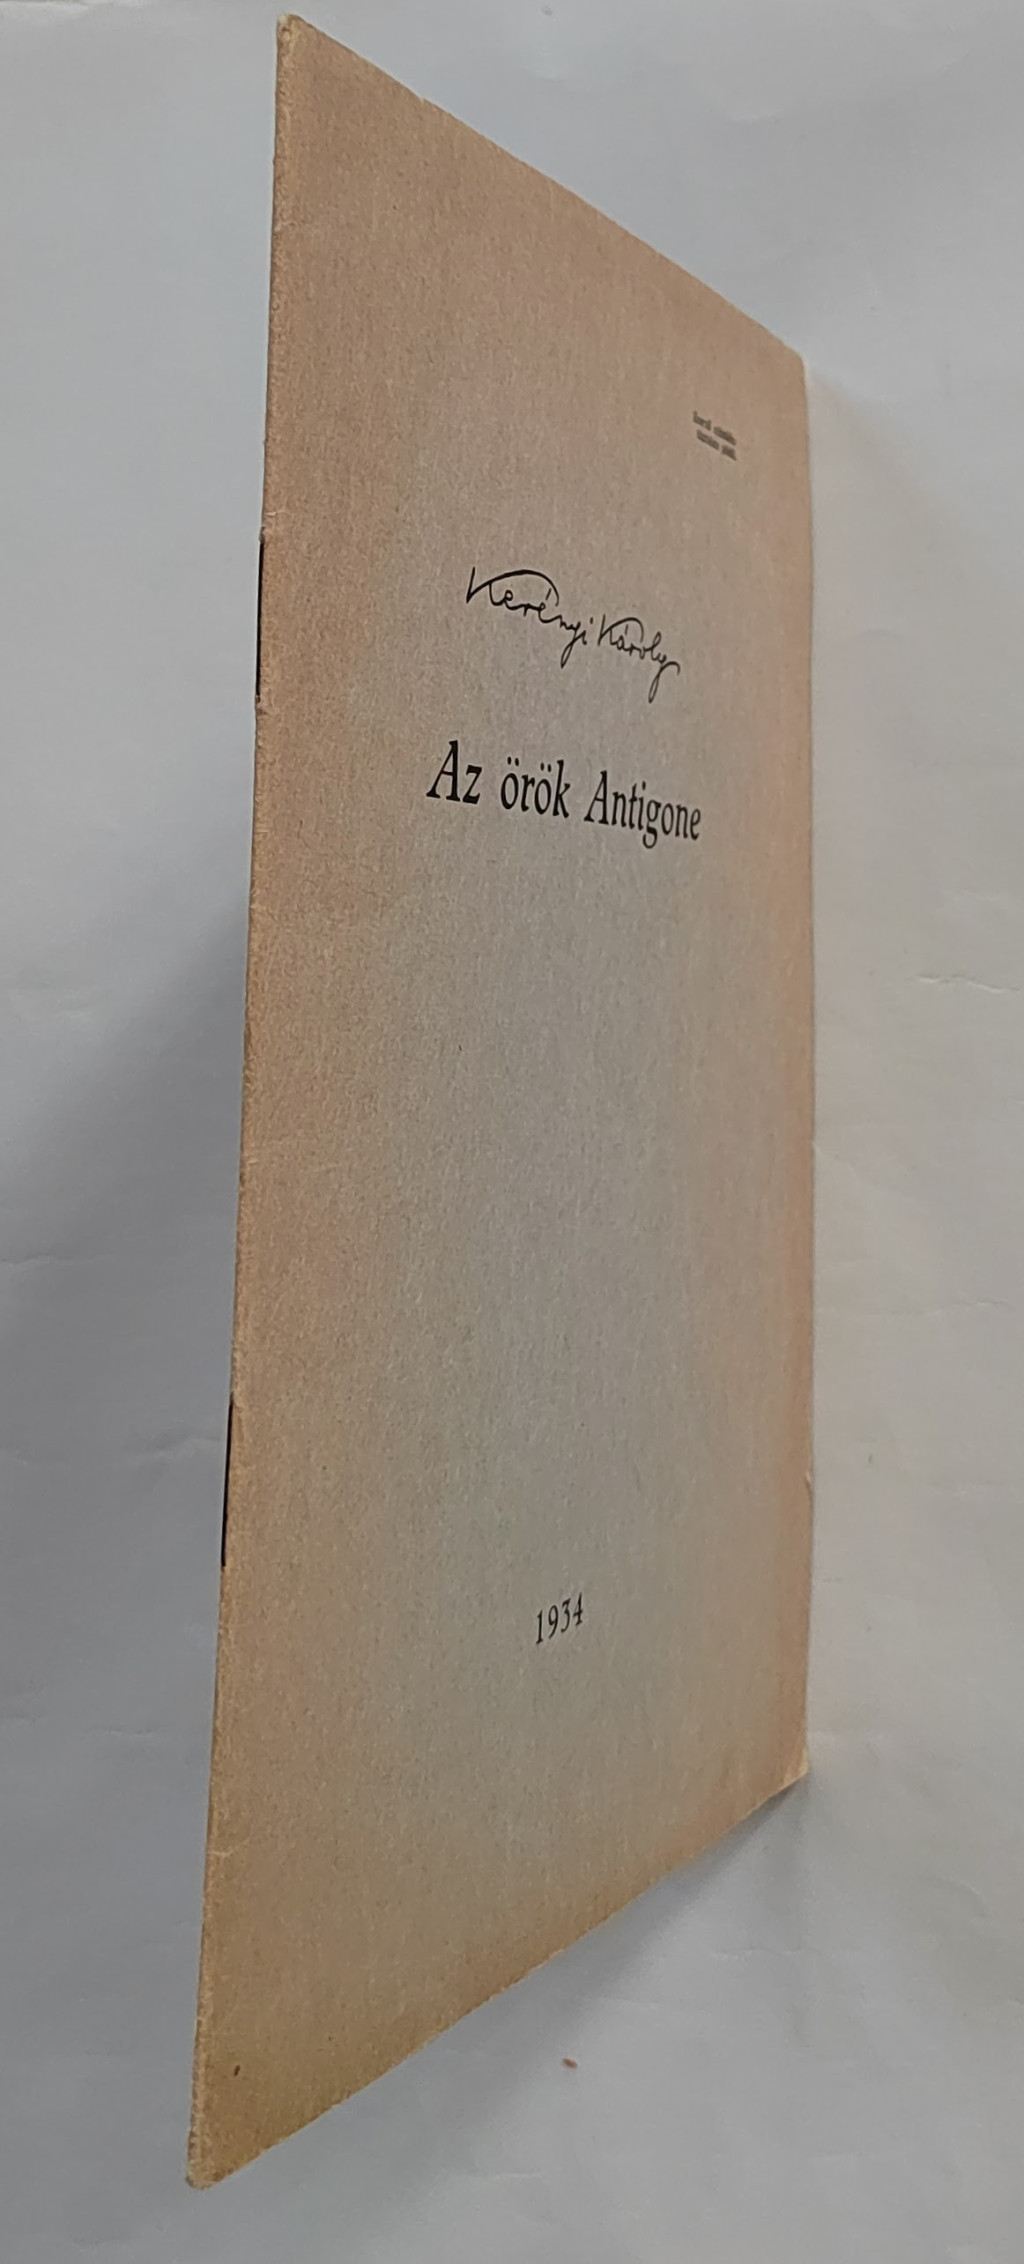 Kerényi Károly
Az örök Antigone
1934